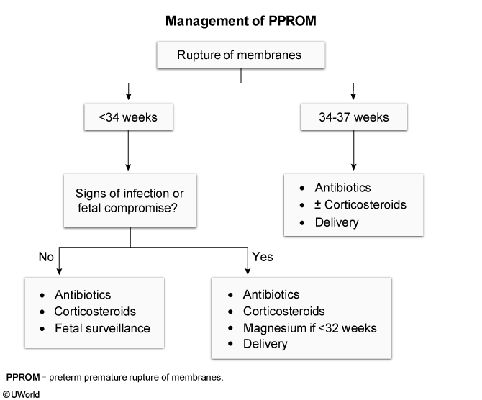 Management of PPROM
Rupture of membranes
<34 weeks
34-37 weeks
Signs of infection or
fetal compromise?
• Antibiotics
• ± Corticosteroids
• Delivery
No
Yes
• Antibiotics
• Corticosteroids
• Fetal surveillance
• Antibiotics
• Corticosteroids
• Magnesium if <32 weeks
• Delivery
PPROM = preterm premature rupture of membranes.
© UWorld